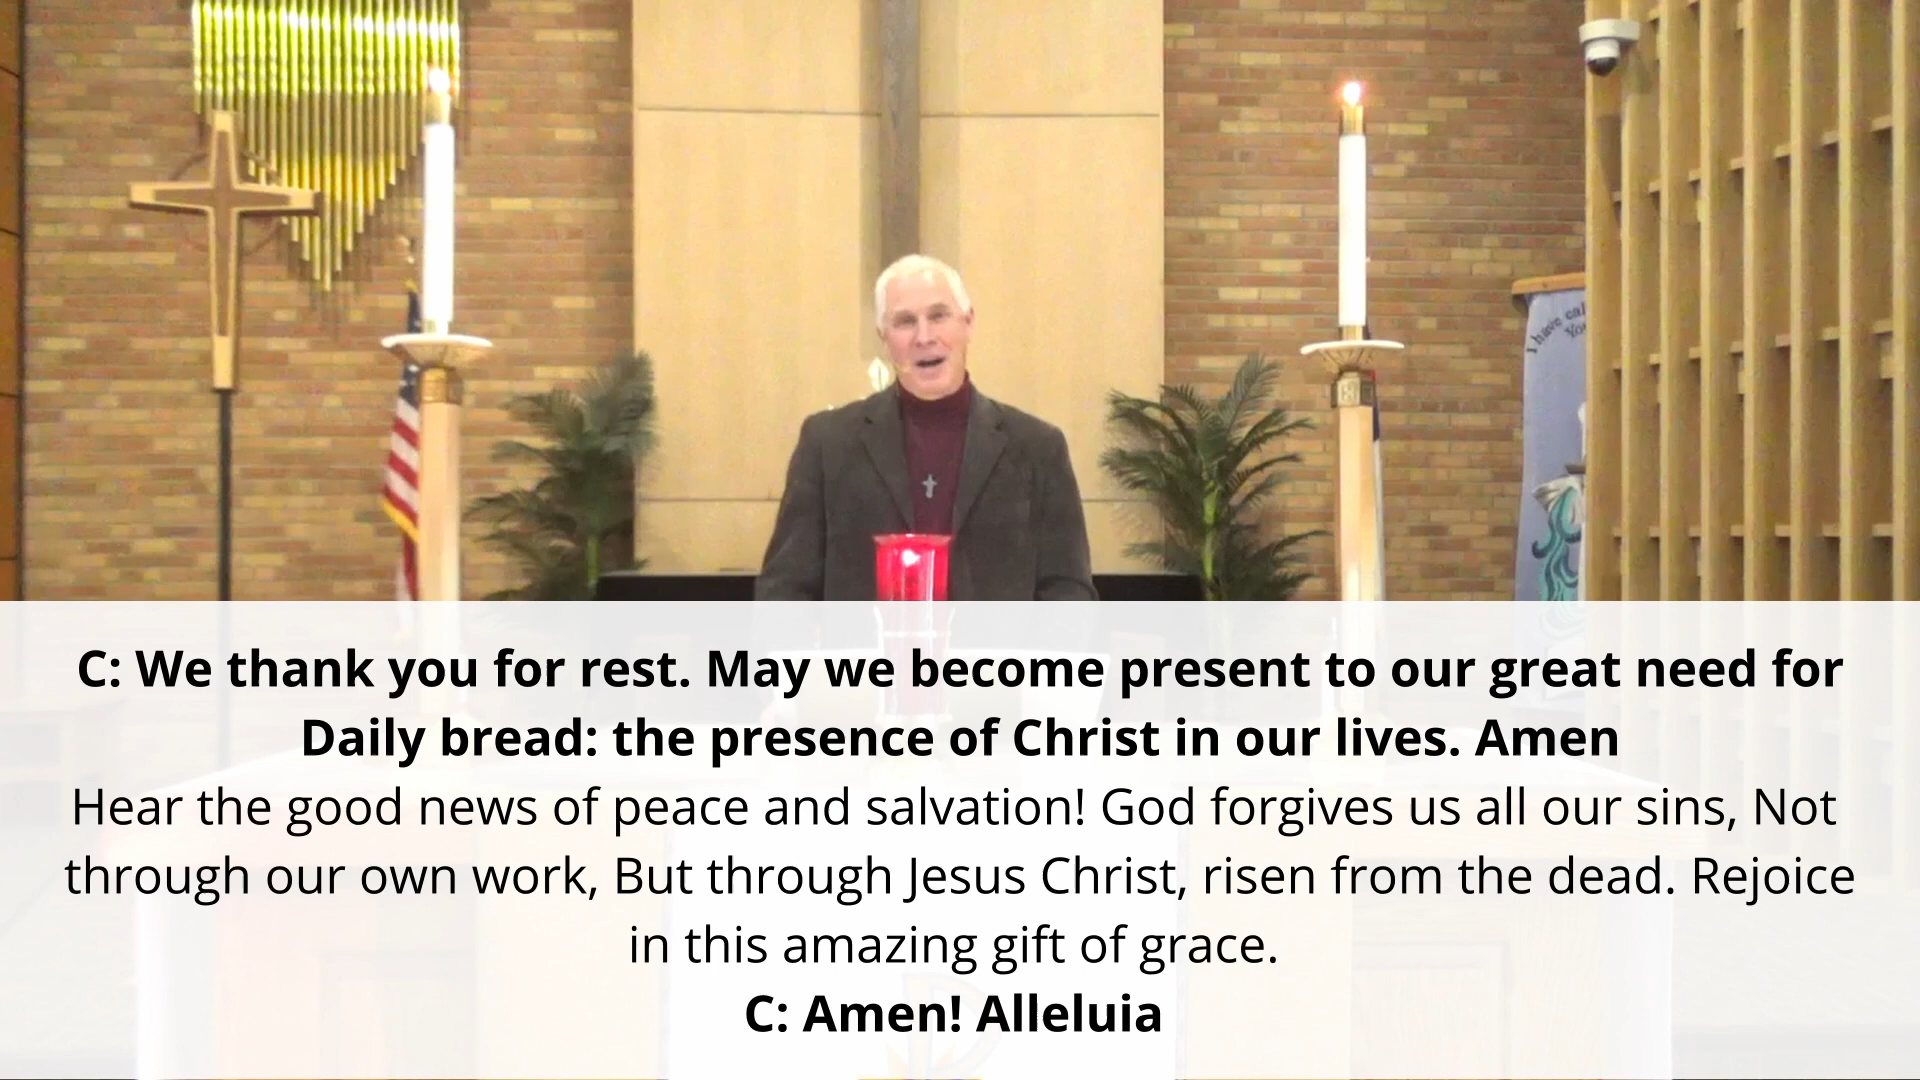 I have cal
You
C: We thank you for rest. May we become present to our great need for
Daily bread: the presence of Christ in our lives. Amen
Hear the good news of peace and salvation! God forgives us all our sins, Not
through our own work, But through Jesus Christ, risen from the dead. Rejoice
in this amazing gift of grace.
C: Amen! Alleluia